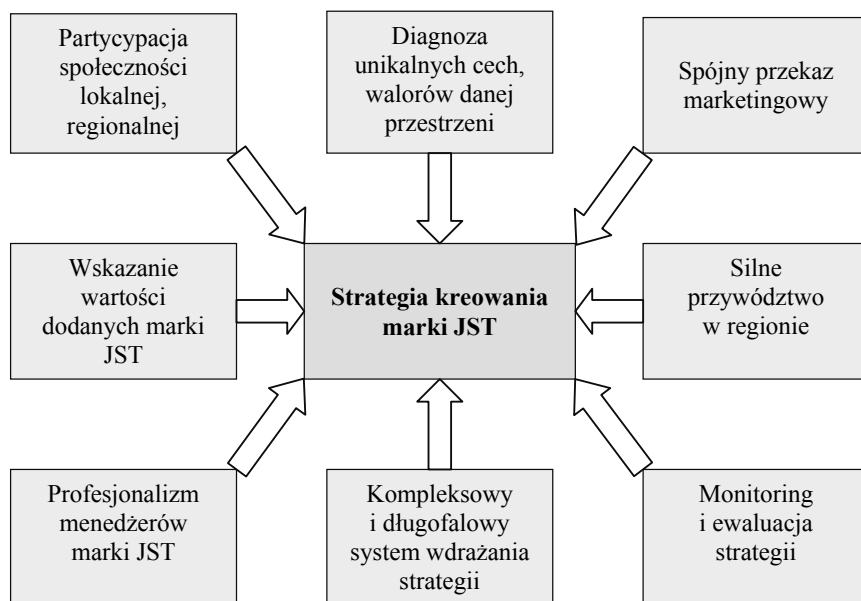 Partycypacja
społeczności
lokalnej,
regionalnej
Diagnoza
unikalnych cech,
walorów danej
przestrzeni
Spójny przekaz
marketingowy
Wskazanie
wartości
dodanych marki
JST
Strategia kreowania
marki JST
Silne
przywództwo
w regionie
Profesjonalizm
menedżerów
marki JST
Kompleksowy
i długofalowy
system wdrażania
strategii
Monitoring
i ewaluacja
strategii